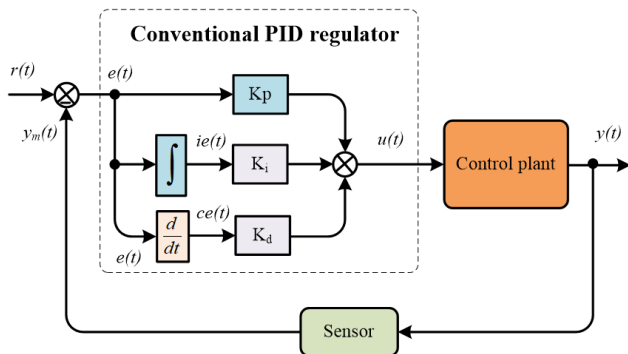 Conventional PID regulator
r(t)
e(t)
Kp
y_m(t)
ie(t)
u(t)
y(t)
∫
K_i
Control plant
ce(t)
d/dt
K_d
e(t)
Sensor